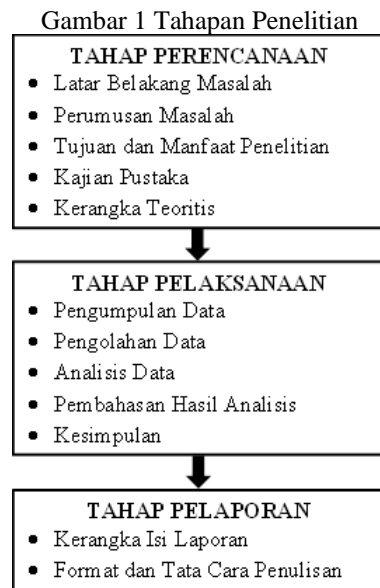 Gambar 1 Tahapan Penelitian
TAHAP PERENCANAAN
• Latar Belakang Masalah
• Perumusan Masalah
• Tujuan dan Manfaat Penelitian
• Kajian Pustaka
• Kerangka Teoritis
TAHAP PELAKSANAAN
• Pengumpulan Data
• Pengolahan Data
• Analisis Data
• Pembahasan Hasil Analisis
• Kesimpulan
TAHAP PELAPORAN
• Kerangka Isi Laporan
• Format dan Tata Cara Penulisan